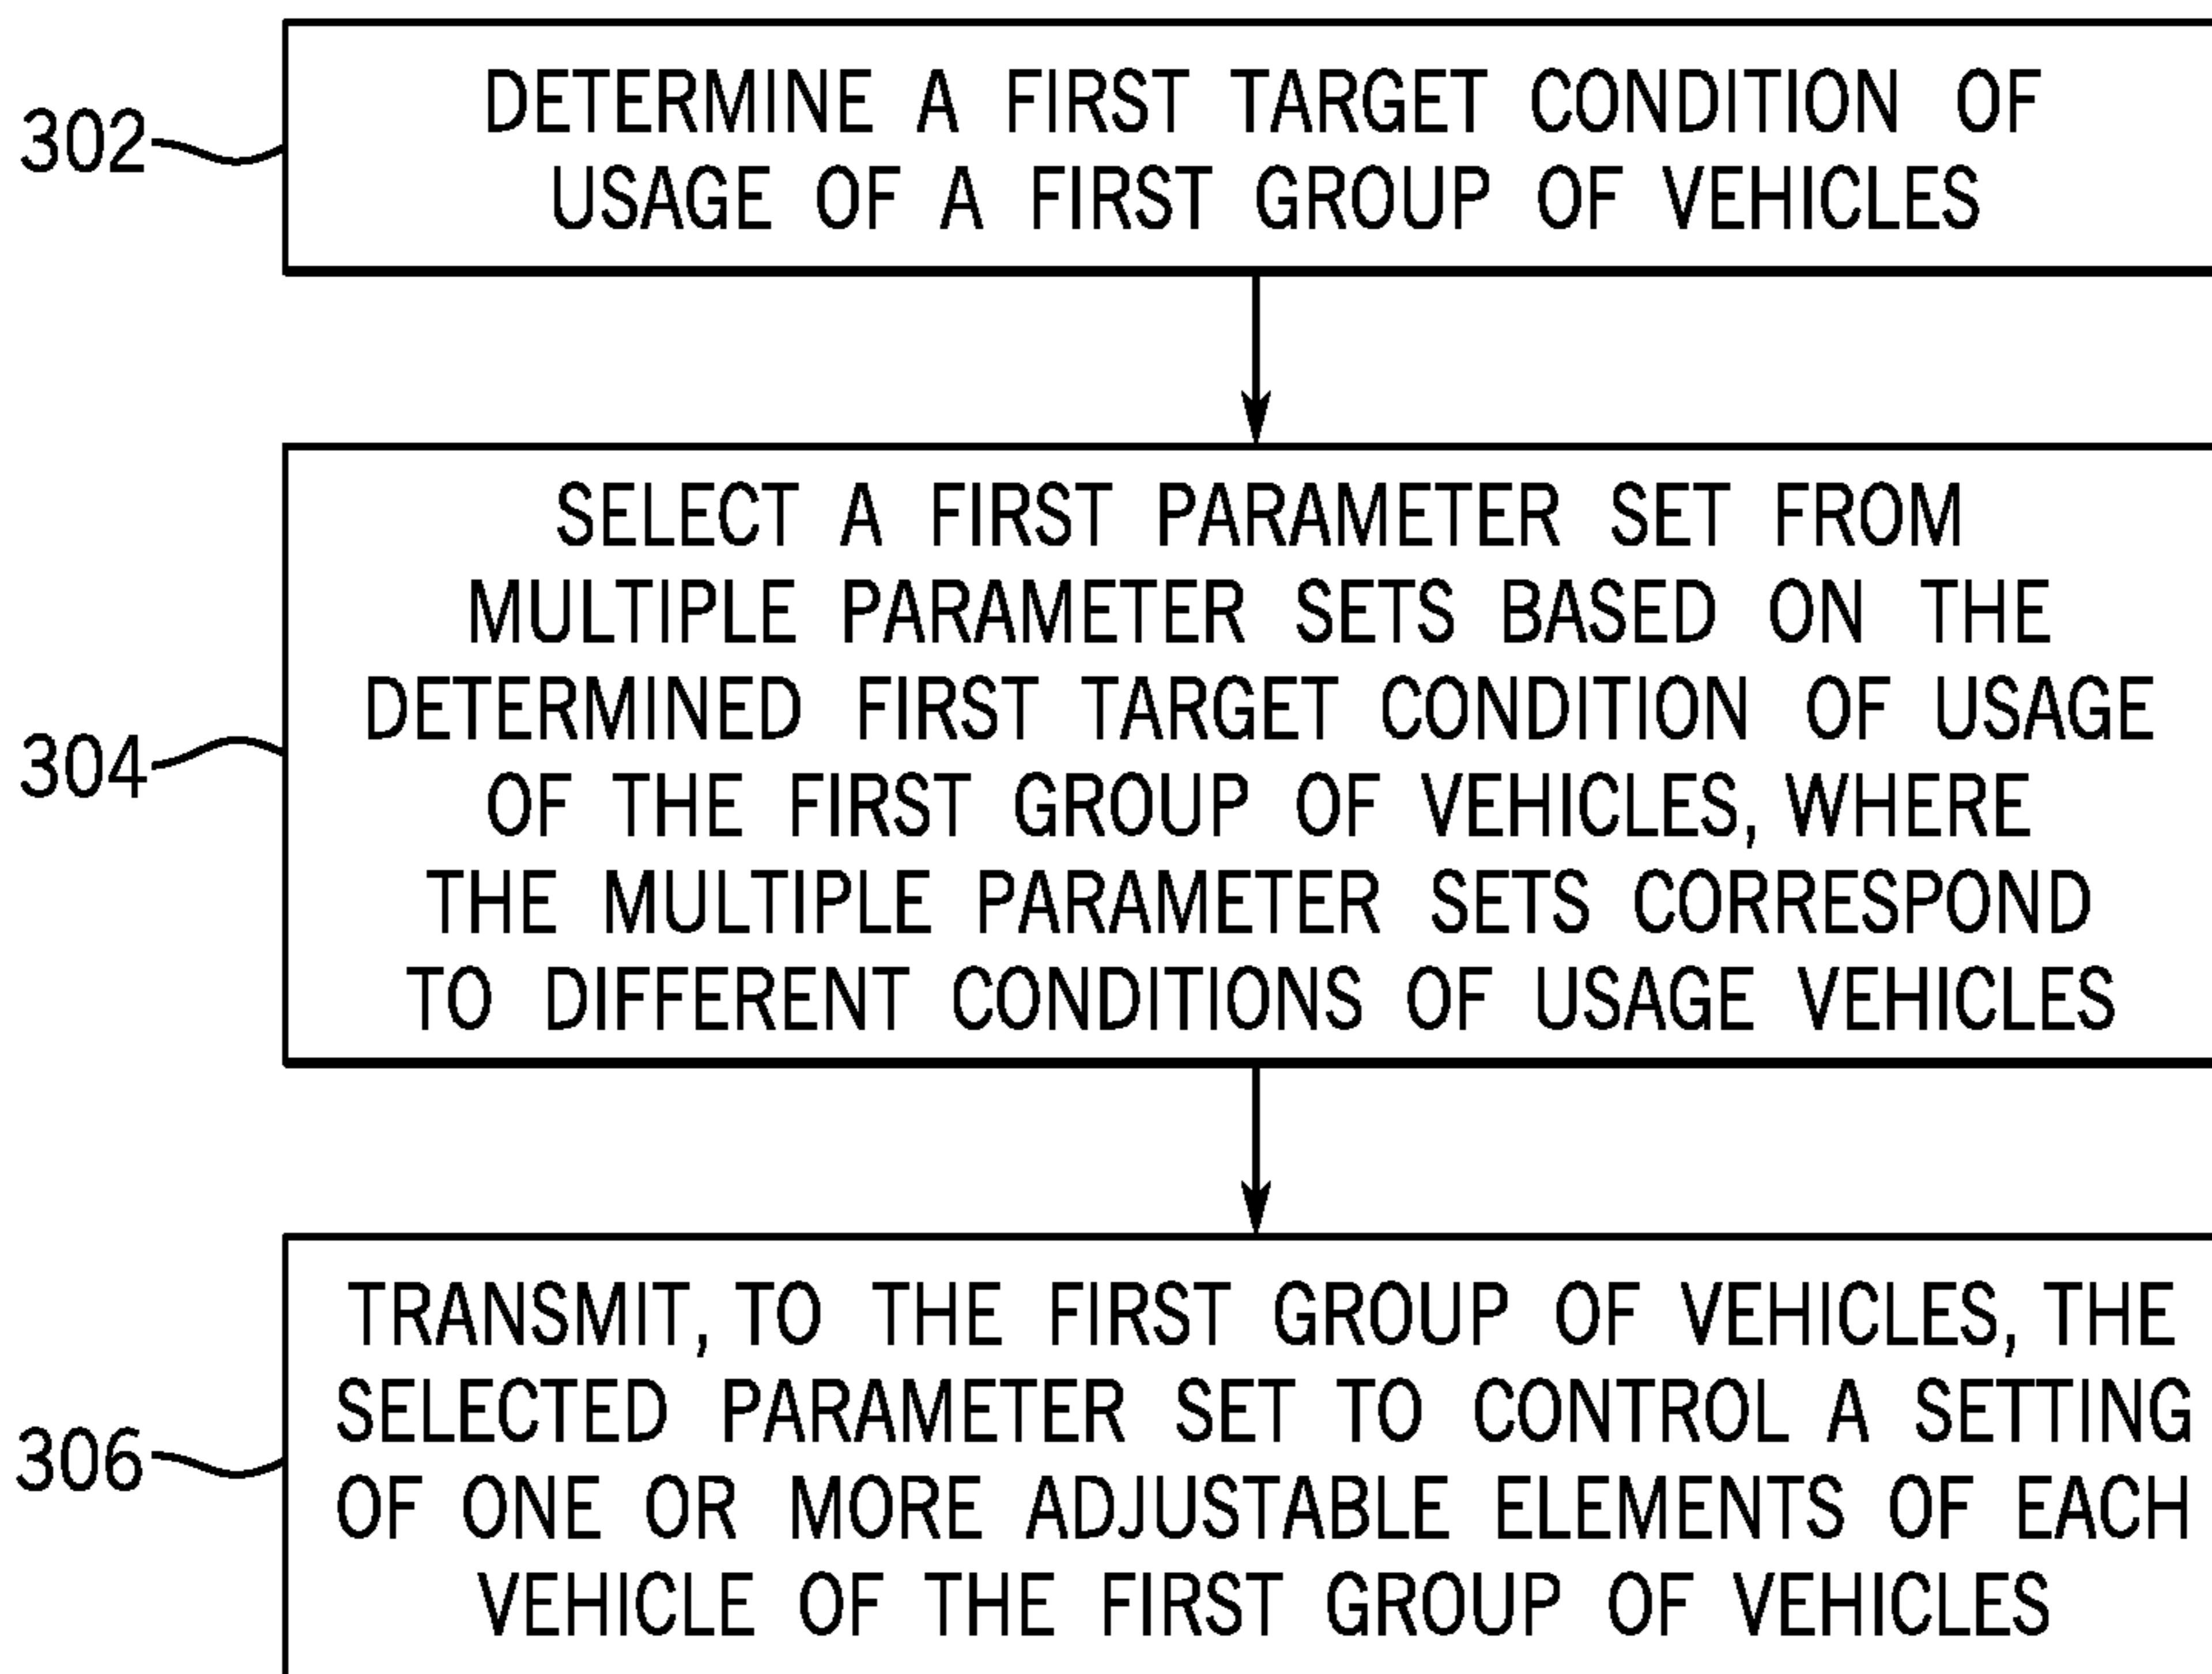 DETERMINE A FIRST TARGET CONDITION OF
302
USAGE OF A FIRST GROUP OF VEHICLES
SELECT A FIRST PARAMETER SET FROM
MULTIPLE PARAMETER SETS BASED ON THE
DETERMINED FIRST TARGET CONDITION OF USAGE
304
OF THE FIRST GROUP OF VEHICLES, WHERE
THE MULTIPLE PARAMETER SETS CORRESPOND
TO DIFFERENT CONDITIONS OF USAGE VEHICLES
TRANSMIT, TO THE FIRST GROUP OF VEHICLES, THE
SELECTED PARAMETER SET TO CONTROL A SETTING
306
OF ONE OR MORE ADJUSTABLE ELEMENTS OF EACH
VEHICLE OF THE FIRST GROUP OF VEHICLES